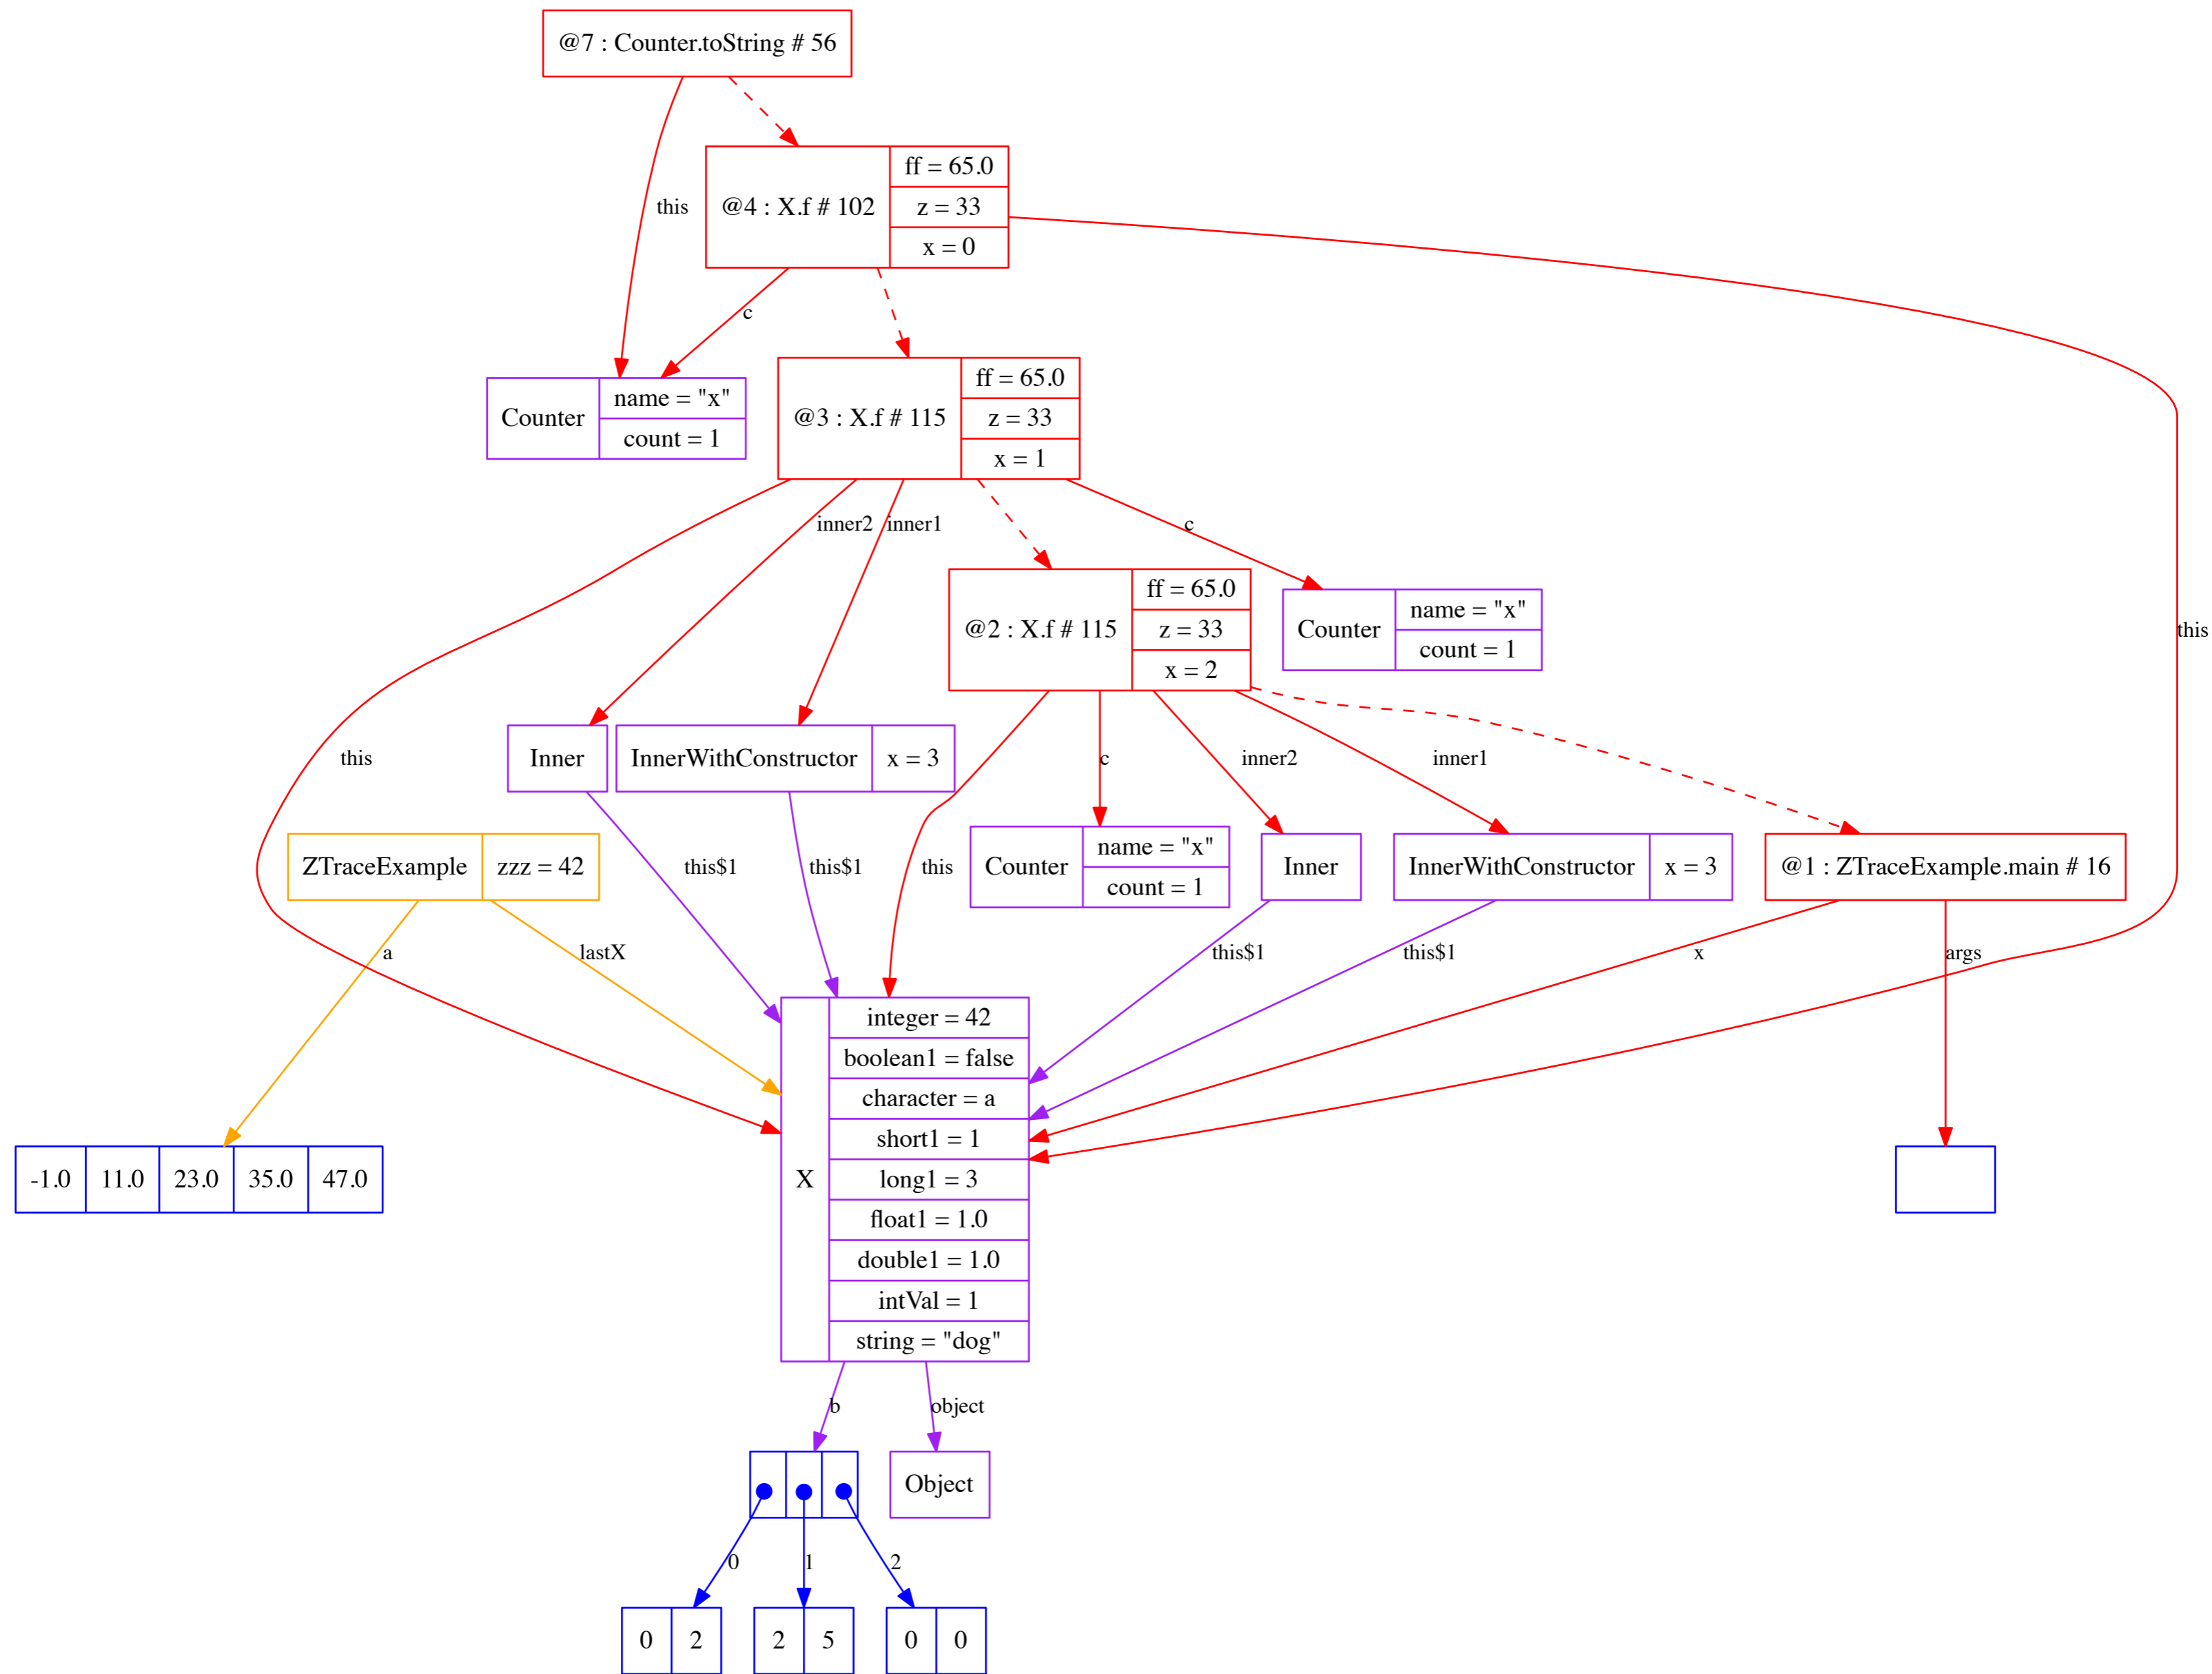 @7 : Counter.toString # 56
this
@4 : X.f # 102
ff = 65.0
z = 33
x = 0
c
Counter
name = "x"
count = 1
@3 : X.f # 115
ff = 65.0
z = 33
x = 1
inner2
inner1
c
@2 : X.f # 115
ff = 65.0
z = 33
x = 2
Counter
name = "x"
count = 1
this
this
Inner
InnerWithConstructor
x = 3
c
inner2
inner1
ZTraceExample
zzz = 42
this$1
this$1
this
Counter
name = "x"
count = 1
Inner
InnerWithConstructor
x = 3
@1 : ZTraceExample.main # 16
a
lastX
this$1
this$1
x
args
-1.0
11.0
23.0
35.0
47.0
X
integer = 42
boolean1 = false
character = a
short1 = 1
long1 = 3
float1 = 1.0
double1 = 1.0
intVal = 1
string = "dog"
b
object
Object
0
1
2
0
2
2
5
0
0